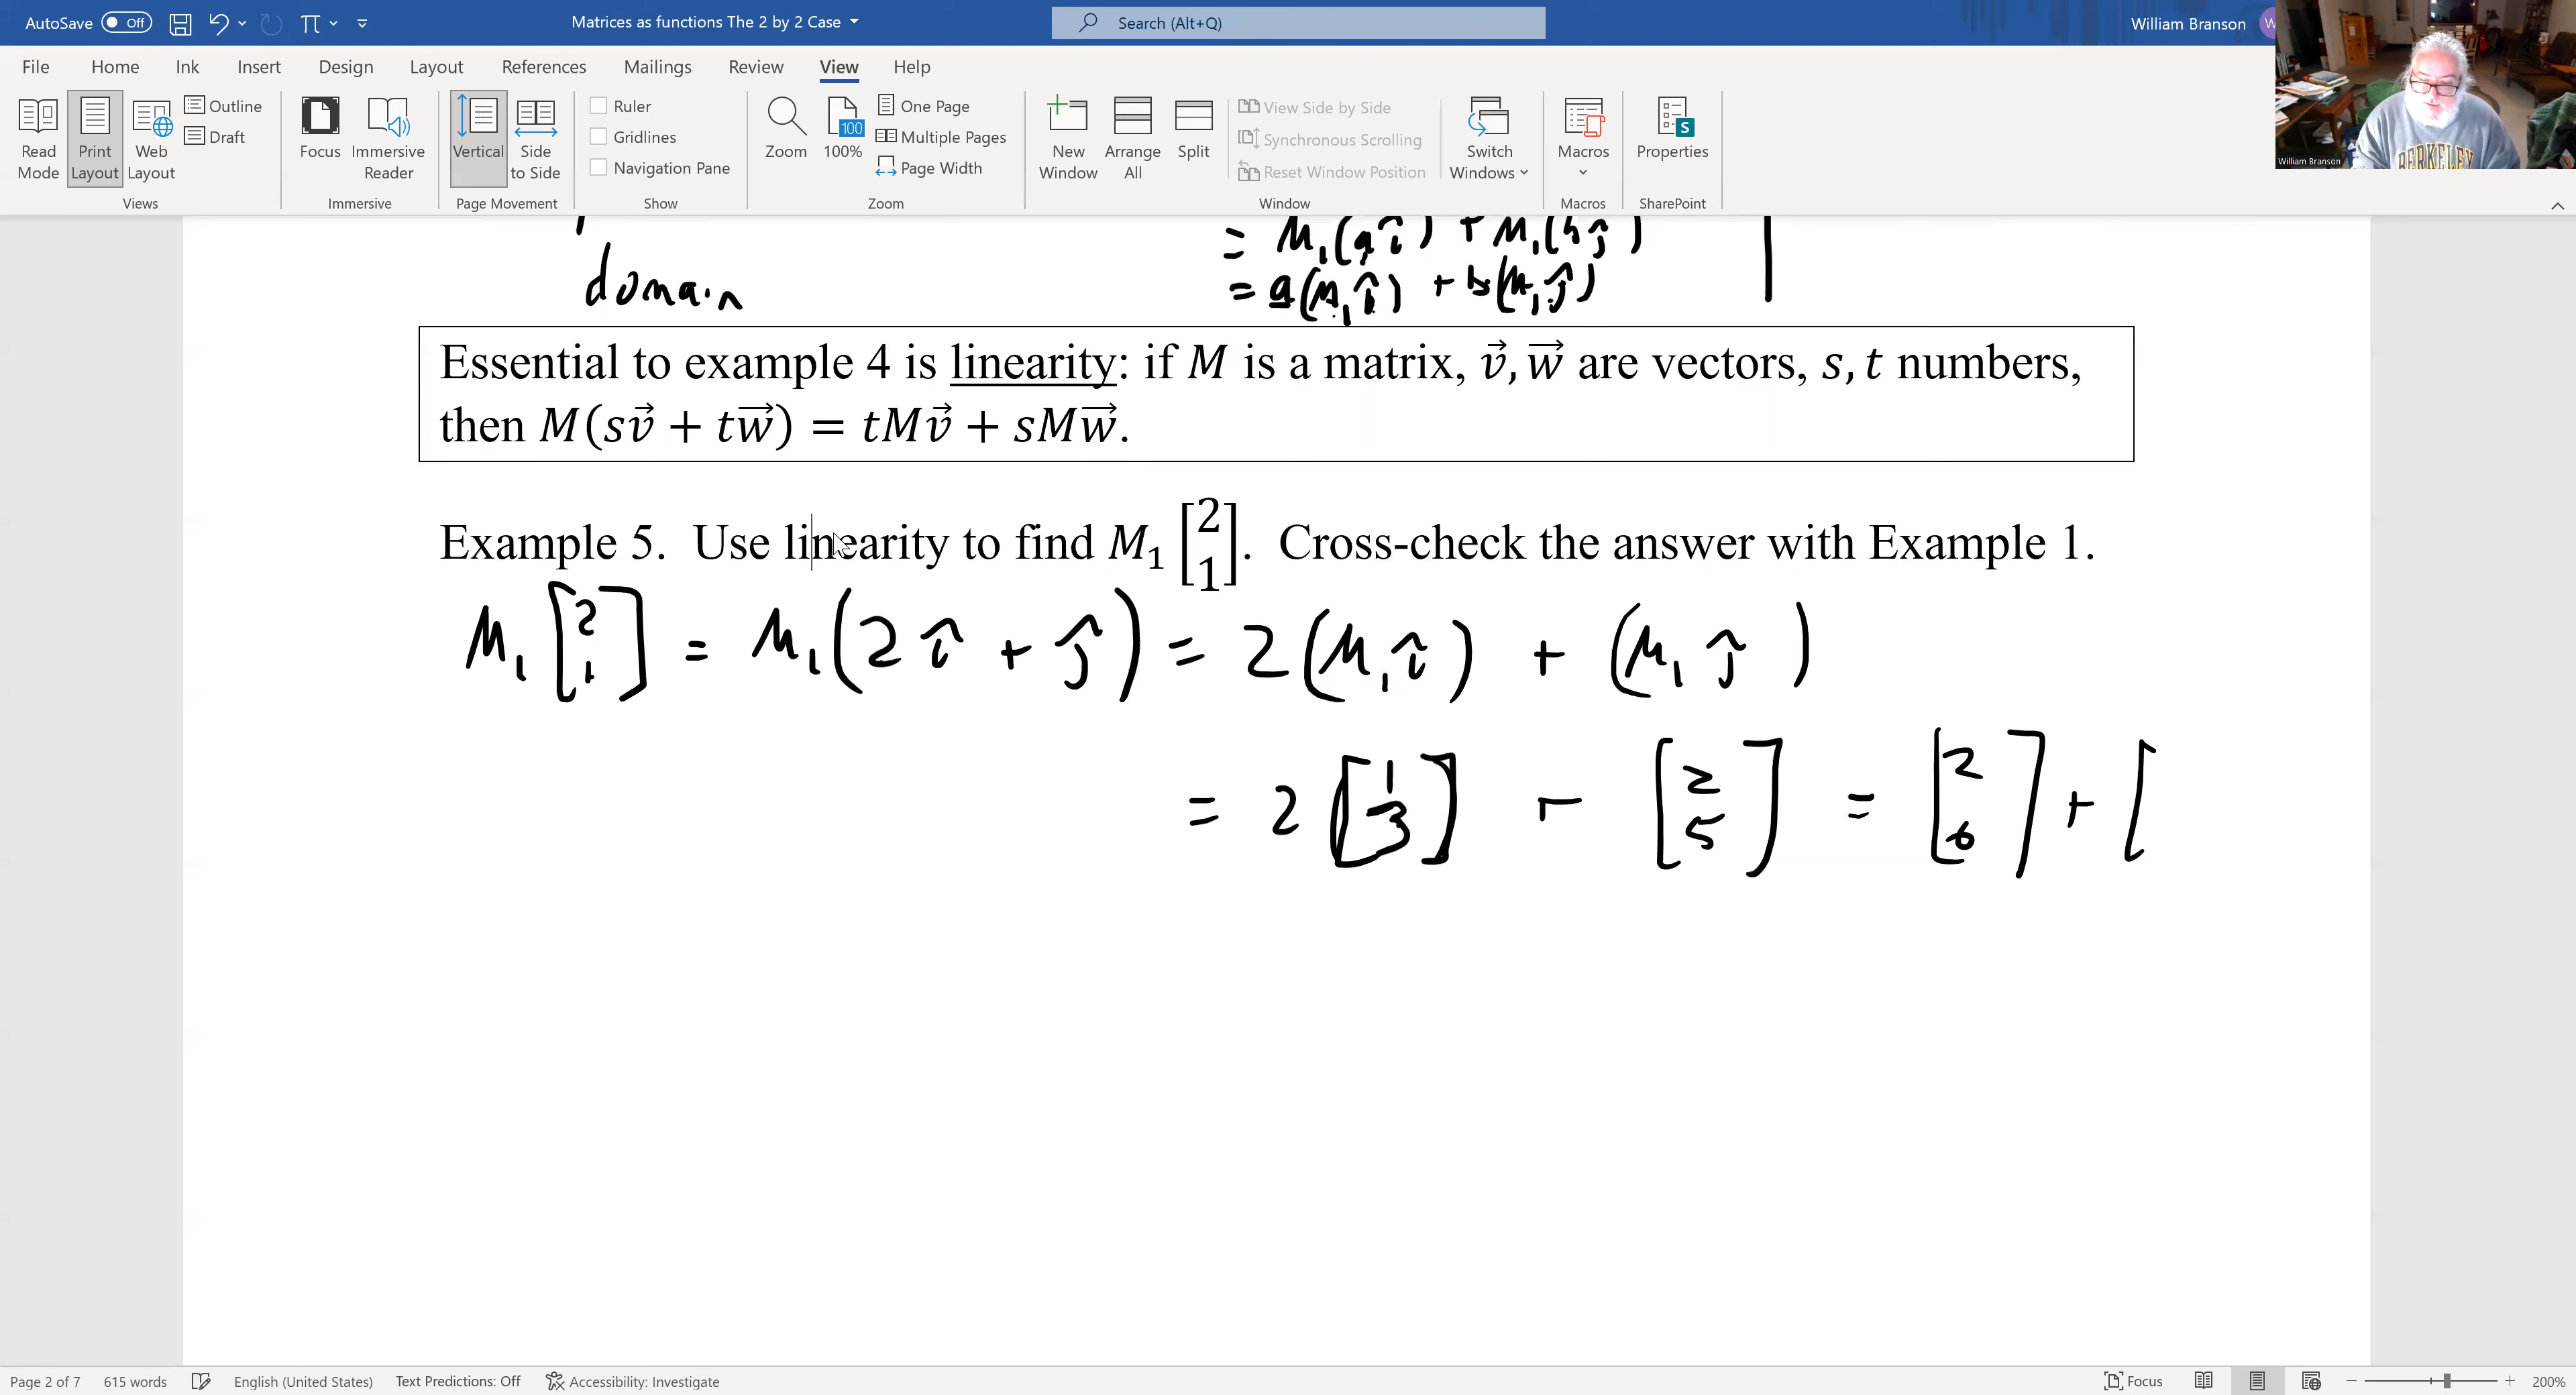 AutoSave Off Matrices as functions The 2 by 2 Case Search (Alt+Q) William Branson W
File Home Ink Insert Design Layout References Mailings Review View Help
Read Mode Print Layout Web Layout Outline Draft Views
Focus Immersive Reader Immersive
Vertical Side to Side Page Movement
Ruler Gridlines Navigation Pane Show
Zoom 100 100% One Page Multiple Pages Page Width Zoom
New Window Arrange All Split View Side by Side Synchronous Scrolling Reset Window Position Switch Windows Window
Macros Macros
S Properties SharePoint
BERKELEY
William Branson
= M₁(aî) + M₁(bĵ)
domain = a(M₁î) + b(M₁ĵ)
Essential to example 4 is linearity: if M is a matrix, v⃗, w⃗ are vectors, s, t numbers,
then M(sv⃗ + tw⃗) = tMv⃗ + sMw⃗.
Example 5. Use linearity to find M₁ [2 1]. Cross-check the answer with Example 1.
M₁ [2 1] = M₁(2î + ĵ) = 2(M₁î) + (M₁ĵ)
= 2 [1 3] - [2 5] = [2 6] + [
Page 2 of 7 615 words English (United States) Text Predictions: Off Accessibility: Investigate Focus 200%